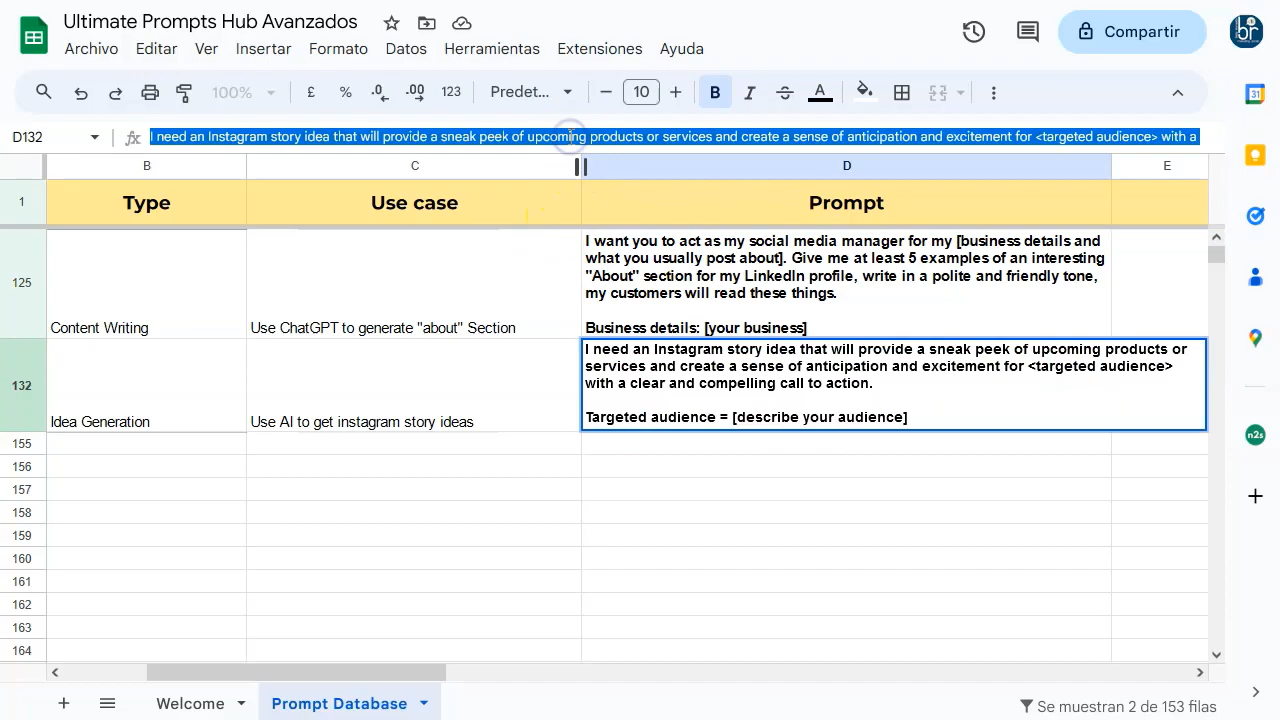 Ultimate Prompts Hub Avanzados
Archivo Editar Ver Insertar Formato Datos Herramientas Extensiones Ayuda
Compartir
br
100% £ % .0 .00 123 Predet... 10 B I A
31
D132 fx I need an Instagram story idea that will provide a sneak peek of upcoming products or services and create a sense of anticipation and excitement for <targeted audience> with a
B C D E
1 Type Use case Prompt
125 Content Writing Use ChatGPT to generate "about" Section
I want you to act as my social media manager for my [business details and
what you usually post about]. Give me at least 5 examples of an interesting
"About" section for my LinkedIn profile, write in a polite and friendly tone,
my customers will read these things.
Business details: [your business]
132 Idea Generation Use AI to get instagram story ideas
I need an Instagram story idea that will provide a sneak peek of upcoming products or
services and create a sense of anticipation and excitement for <targeted audience>
with a clear and compelling call to action.
Targeted audience = [describe your audience]
155
156
157
158
159
160
161
162
163
164
n2s
Welcome Prompt Database
Se muestran 2 de 153 filas